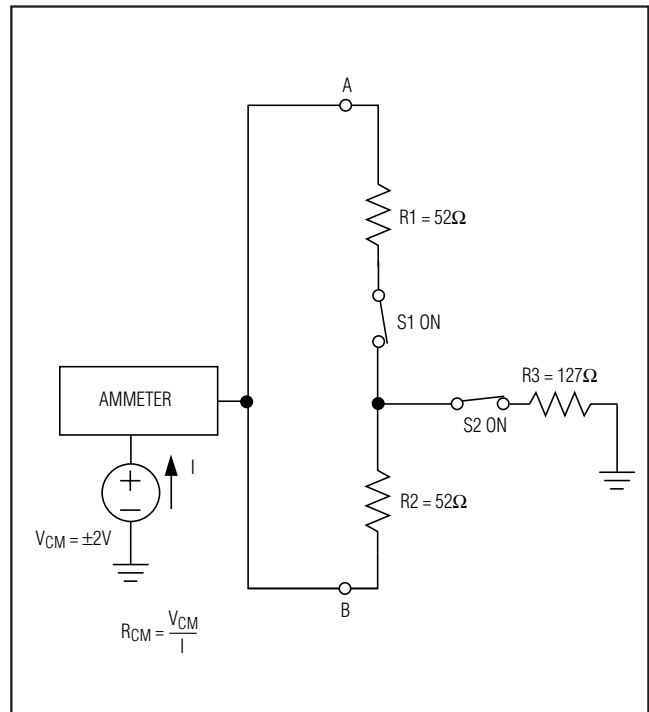 A
R1 = 52Ω
S1 ON
R3 = 127Ω
AMMETER
S2 ON
I
+
−
R2 = 52Ω
VCM = ±2V
B
RCM = VCM
I